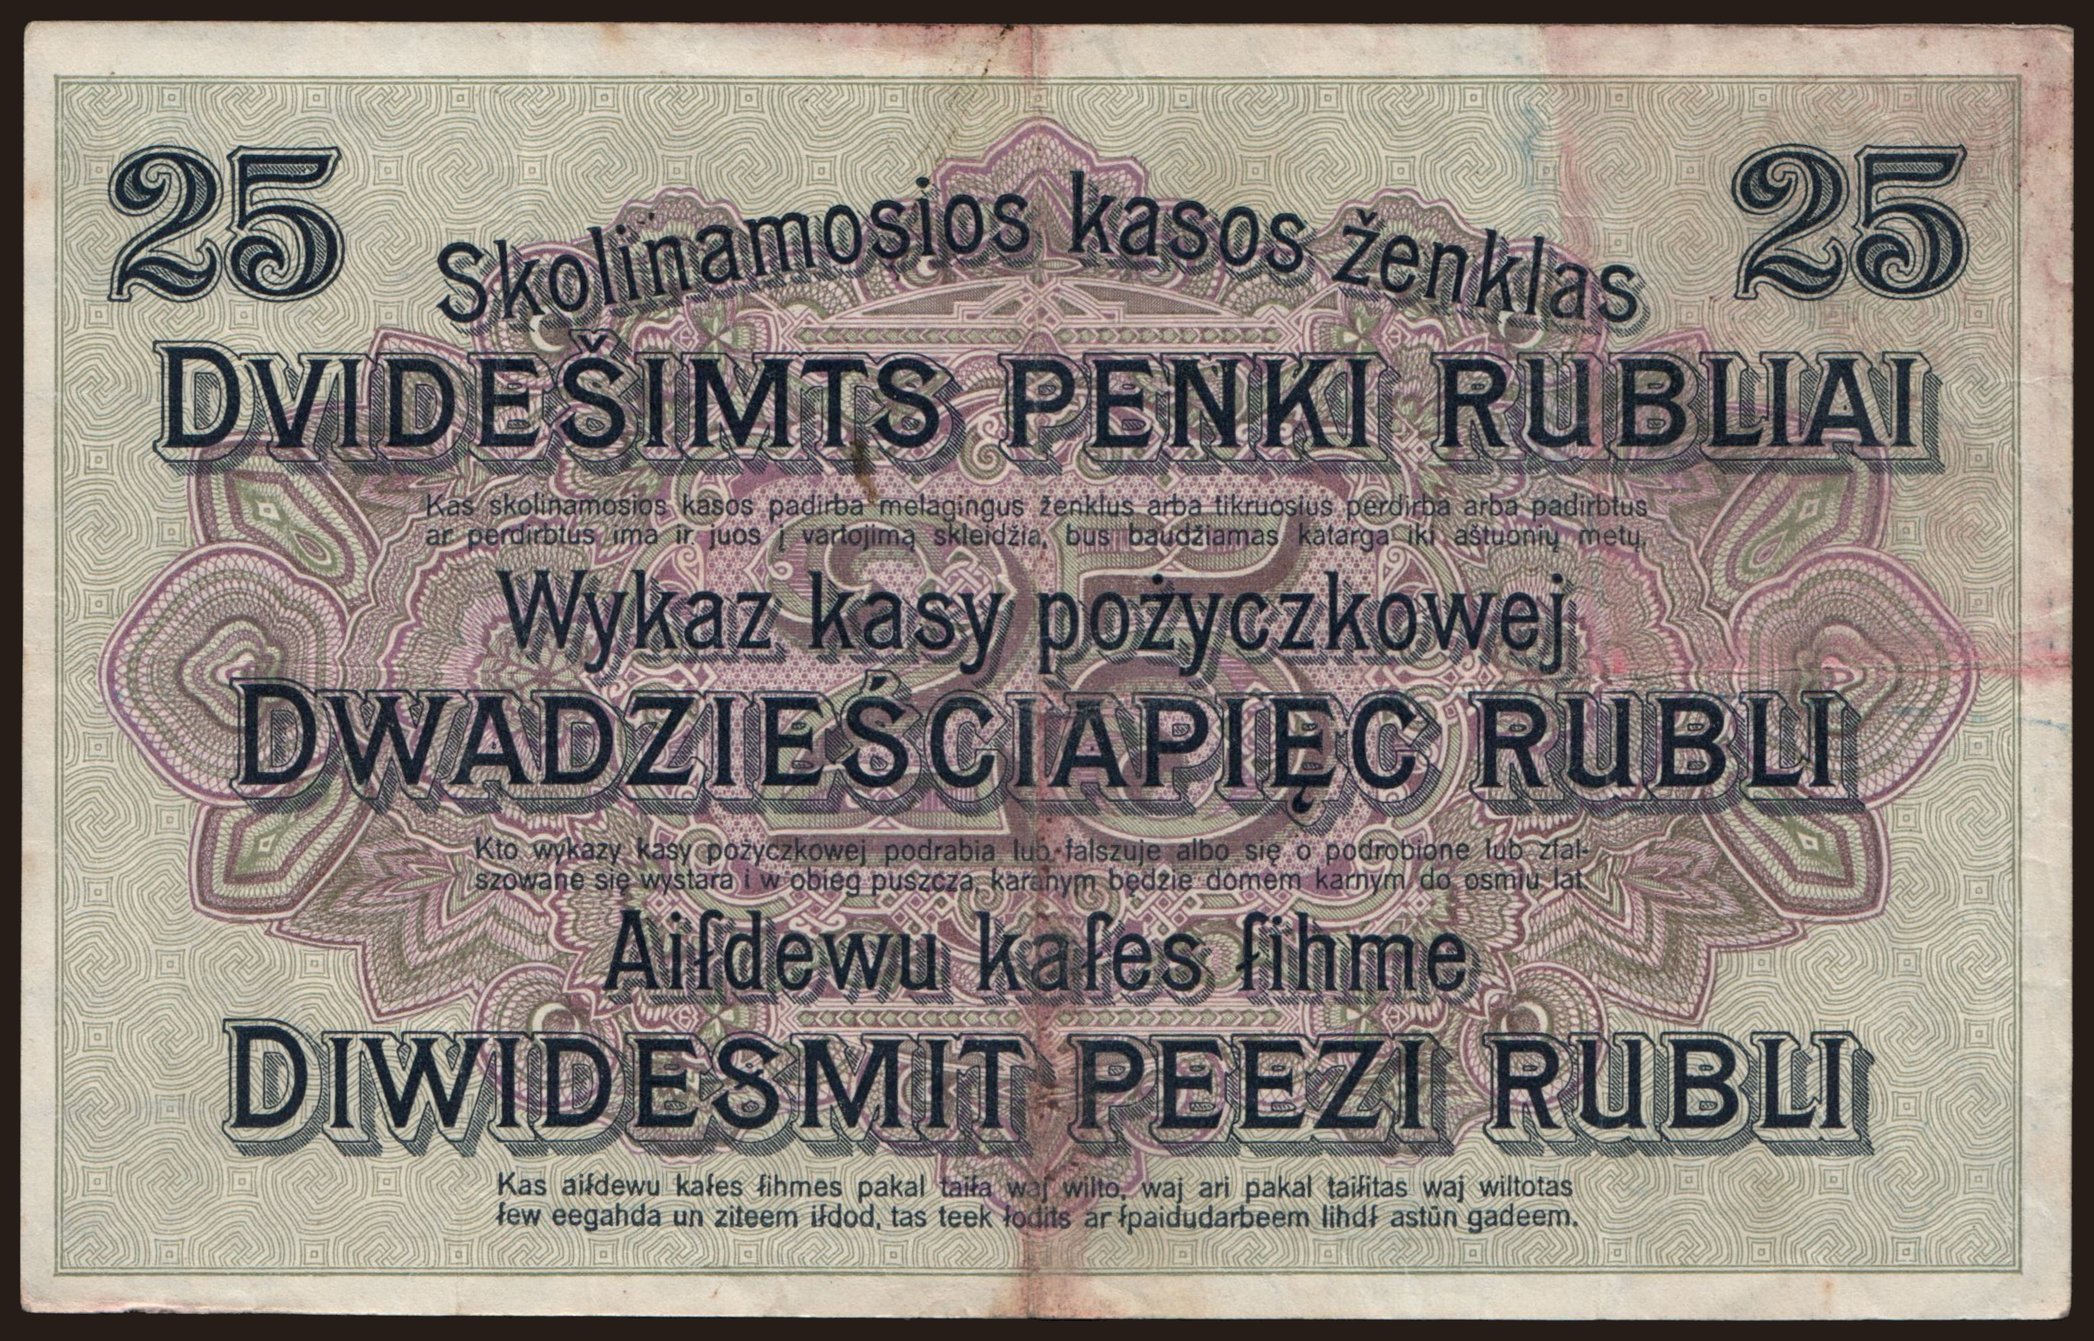 25 25
Skolinamosios kasos ženklas
DVIDEŠIMTS PENKI RUBLIAI
Kas skolinamosios kasos padirba melagingus ženklus arba tikruosius perdirba arba padirbtus
ar perdirbtus ima ir juos į vartojimą skleidžia, bus baudžiamas katarga iki aštuonių metų.
25
Wykaz kasy pożyczkowej
DWADZIEŚCIAPIĘC RUBLI
Kto wykazy kasy pożyczkowej podrabia lub falszuje albo się o podrobione lub zfal-
szowane się wystara i w obieg puszcza, karanym będzie domem karnym do osmiu lat.
Aiſdewu kaſes ſihme
DIWIDESMIT PEEZI RUBLI
Kas aiſdewu kaſes ſihmes pakal taiſa waj wilto, waj ari pakal taiſitas waj wiltotas
ſew eegahda un ziteem iſdod, tas teek ſodits ar ſpaidudarbeem lihdſ astūn gadeem.